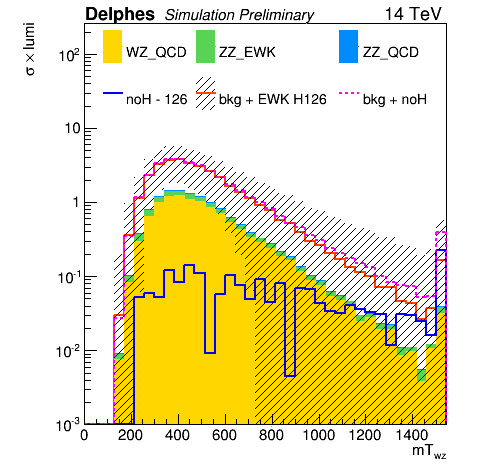 Delphes Simulation Preliminary 14 TeV
σ × lumi
WZ_QCD ZZ_EWK ZZ_QCD
noH - 126 bkg + EWK H126 bkg + noH
10²
10
1
10⁻¹
10⁻²
10⁻³
0 200 400 600 800 1000 1200 1400
mT_wz